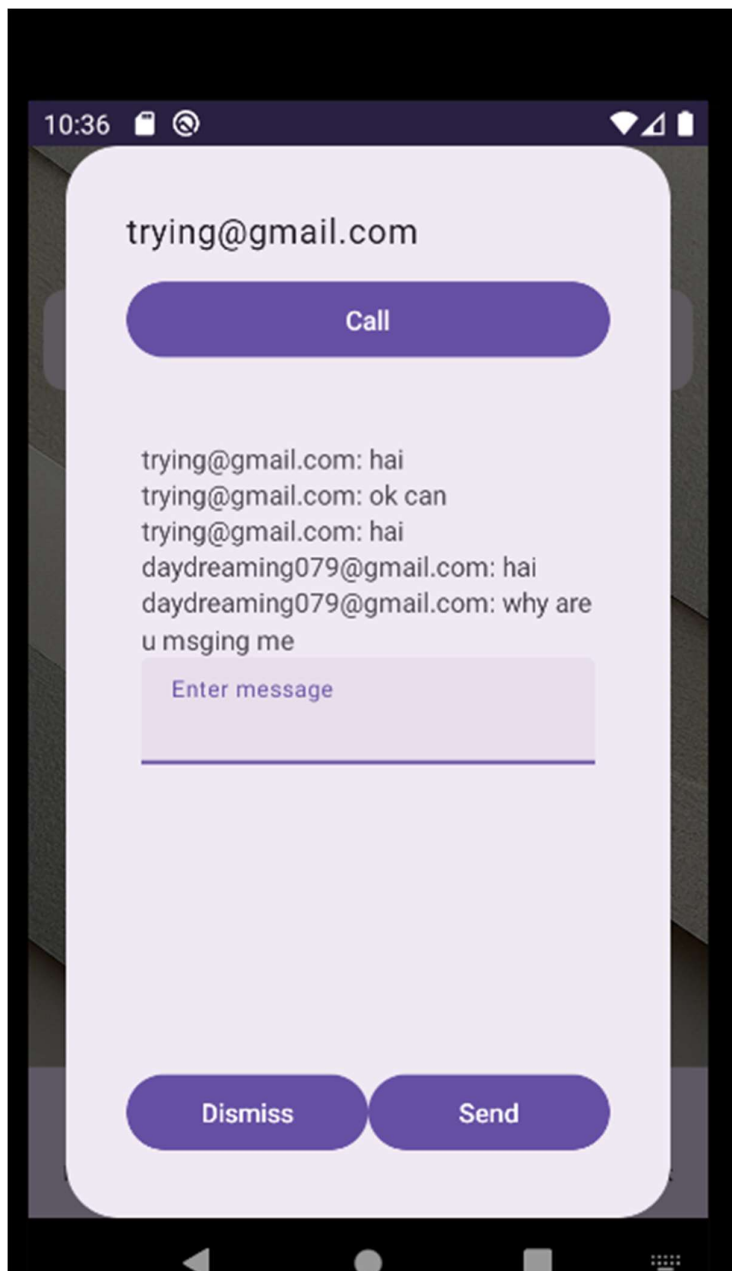 10:36
trying@gmail.com
Call
trying@gmail.com: hai
trying@gmail.com: ok can
trying@gmail.com: hai
daydreaming079@gmail.com: hai
daydreaming079@gmail.com: why are
u msging me
Enter message
Dismiss
Send